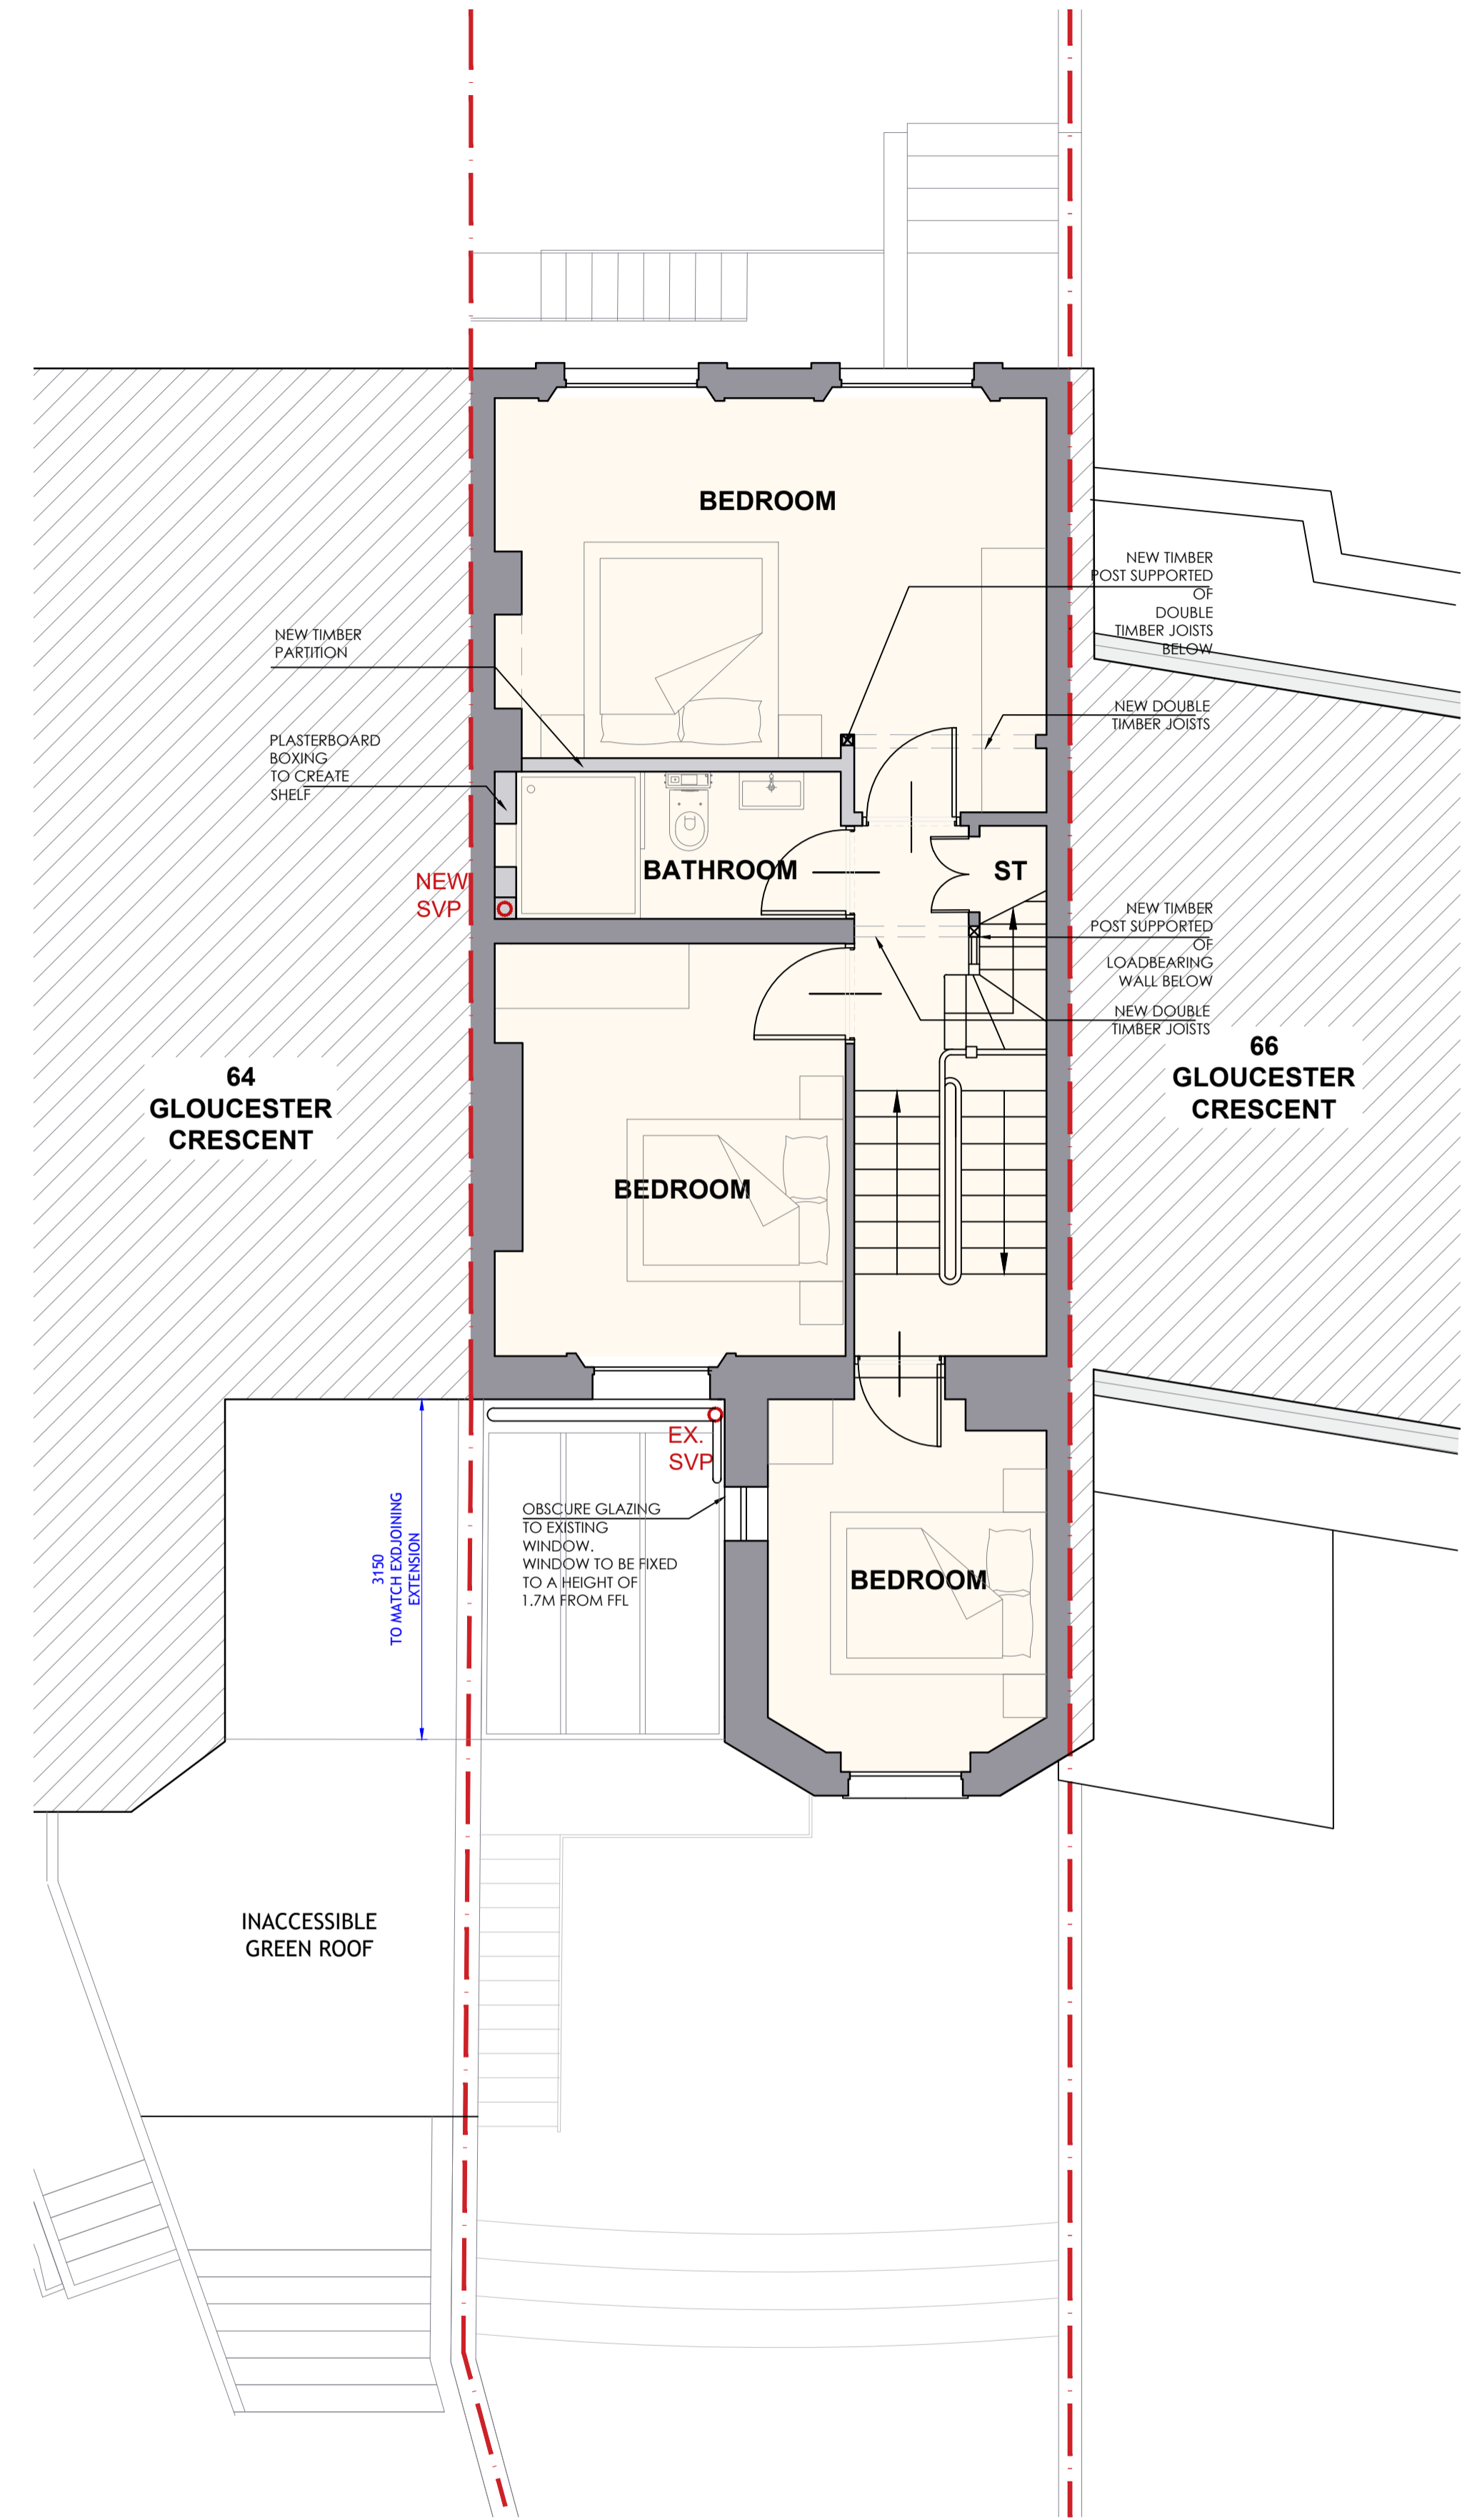 BEDROOM
NEW TIMBER
POST SUPPORTED
OF
DOUBLE
TIMBER JOISTS
BELOW
NEW TIMBER
PARTITION
NEW DOUBLE
TIMBER JOISTS
PLASTERBOARD
BOXING
TO CREATE
SHELF
BATHROOM
ST
NEW
SVP
NEW TIMBER
POST SUPPORTED
OF
LOADBEARING
WALL BELOW
NEW DOUBLE
TIMBER JOISTS
64
GLOUCESTER
CRESCENT
66
GLOUCESTER
CRESCENT
BEDROOM
EX.
SVP
OBSCURE GLAZING
TO EXISTING
WINDOW.
WINDOW TO BE FIXED
TO A HEIGHT OF
1.7M FROM FFL
3150
TO MATCH EXDJOINING
EXTENSION
BEDROOM
INACCESSIBLE
GREEN ROOF